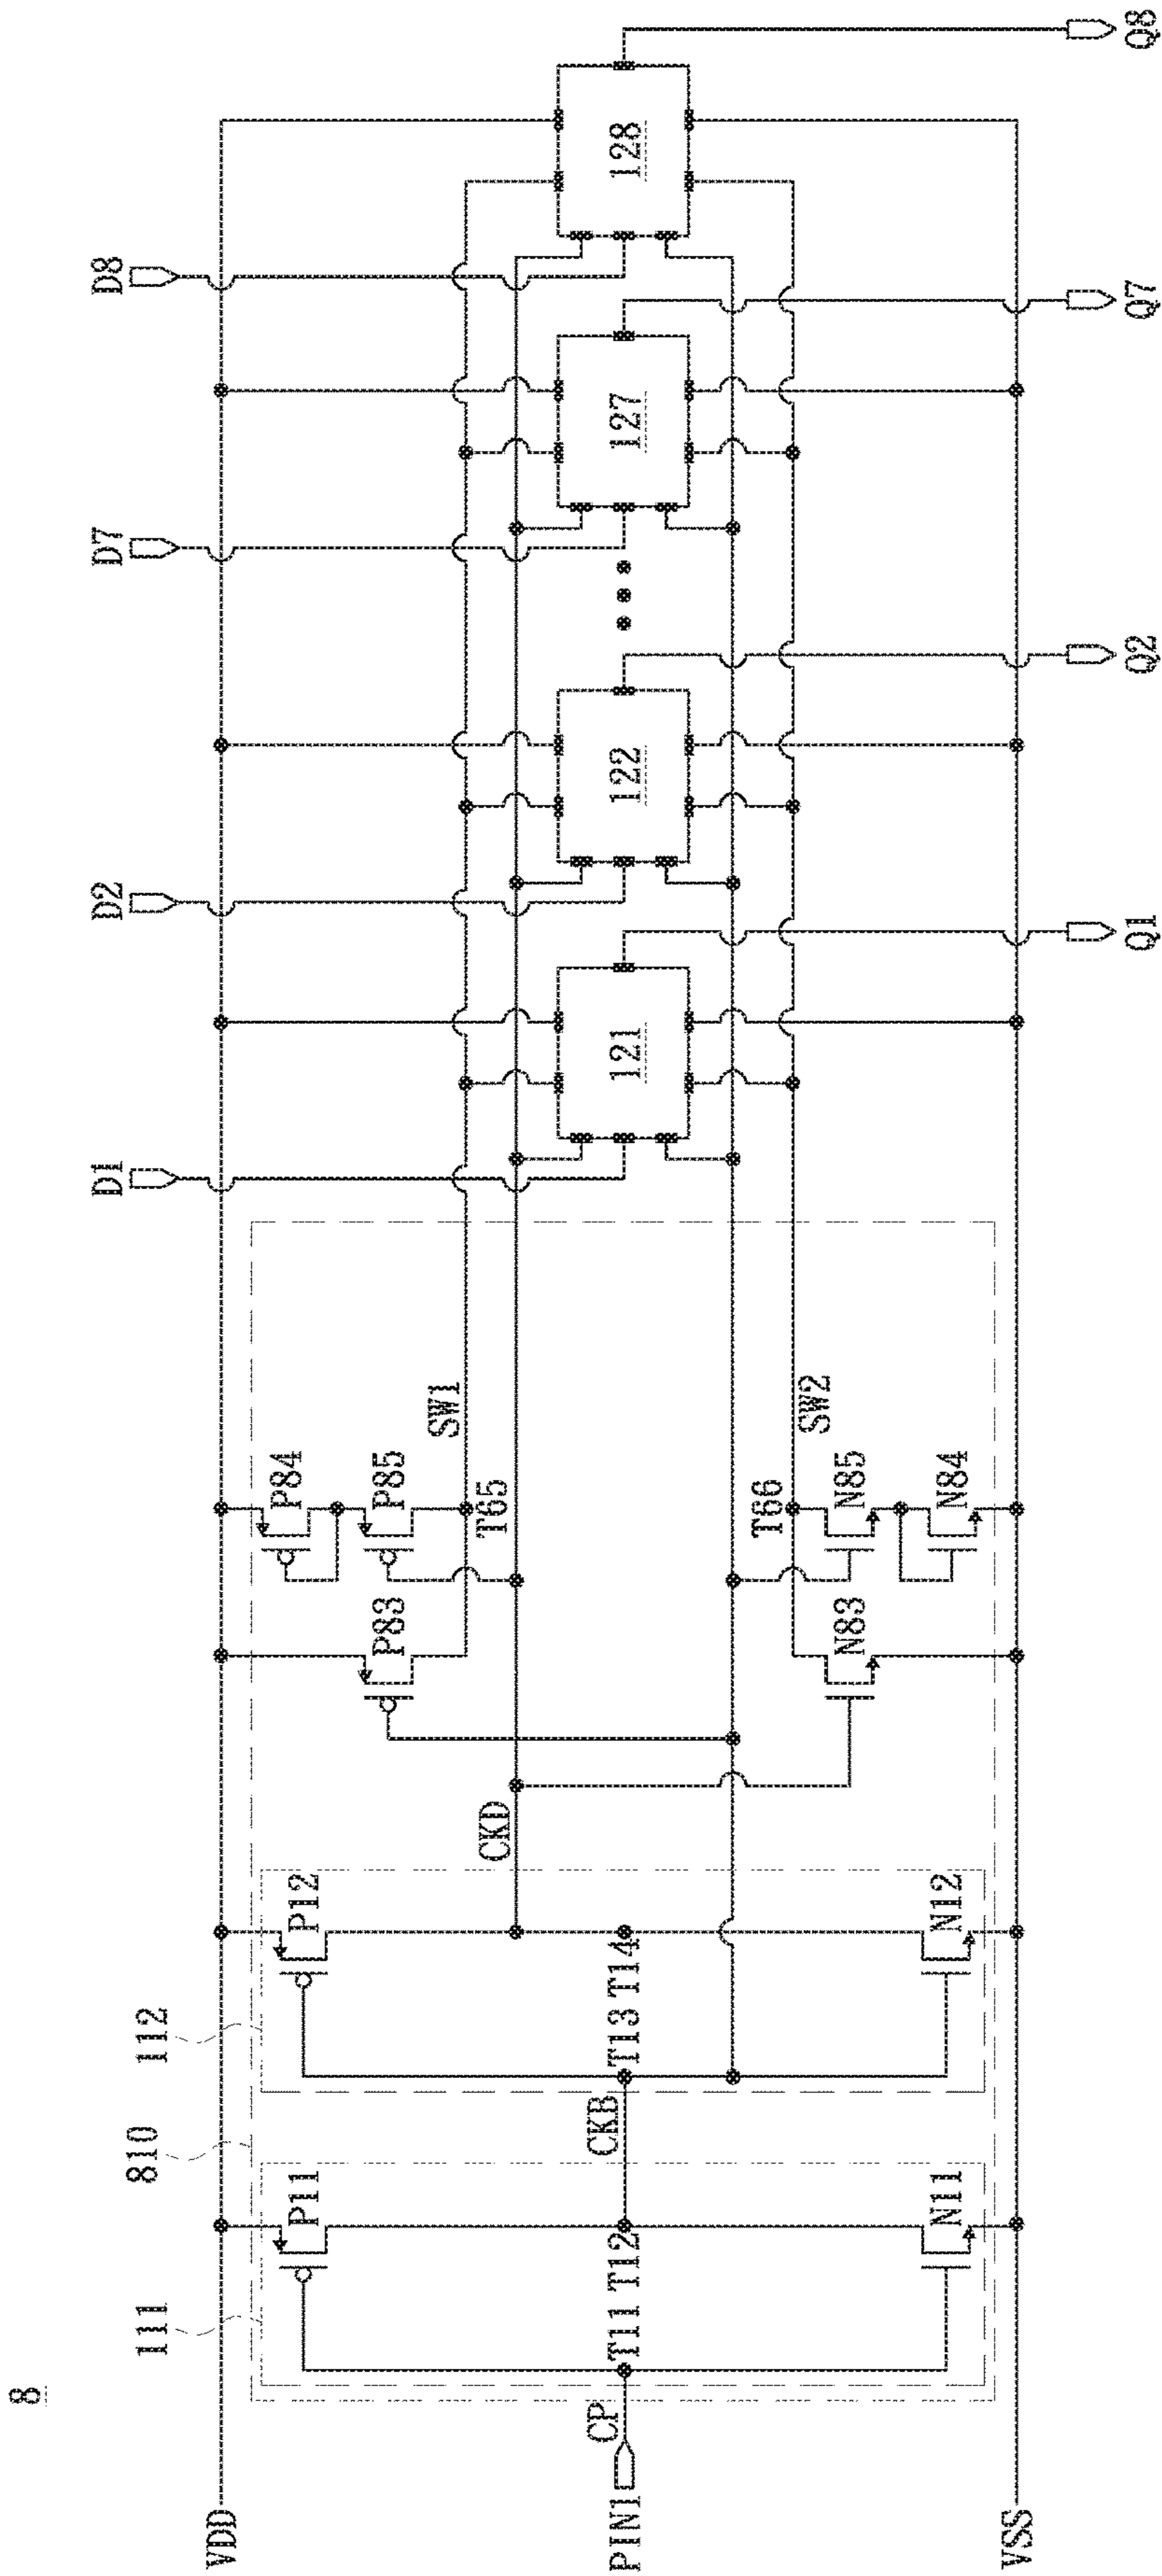 8
D1
D2
D7
D8
111
810
112
VDD
P11
P12
P84
P85
P83
SW1
T65
CKD
PIN1
CP
T11
T12
CKB
T13
T14
121
122
127
128
T66
SW2
N83
N85
N84
N11
N12
VSS
Q1
Q2
Q7
Q8